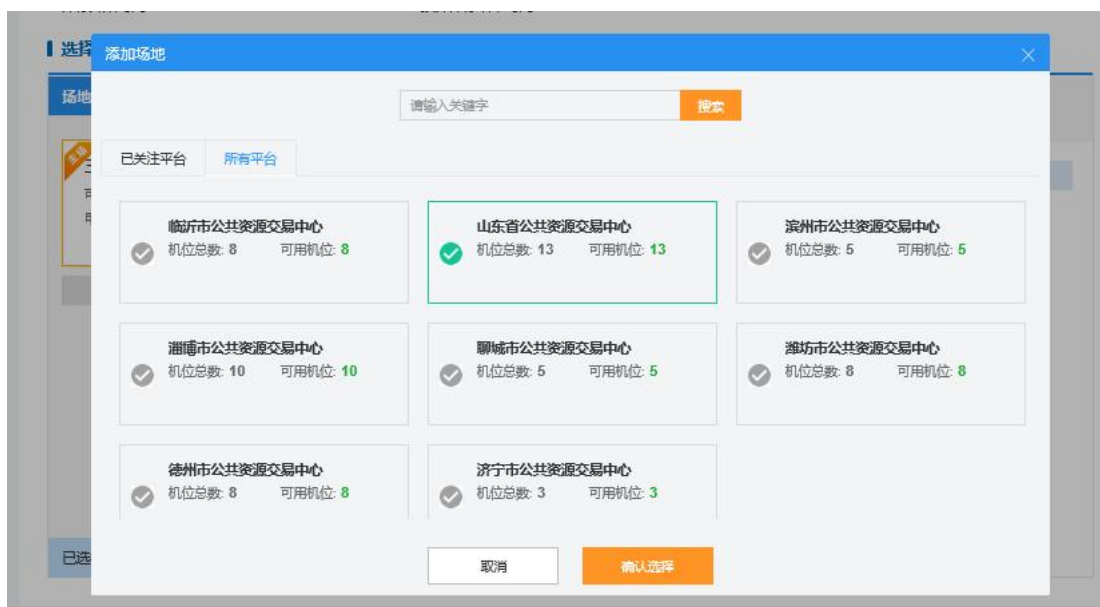 选择
添加场地
场地
请输入关键字
搜索
已关注平台
所有平台
临沂市公共资源交易中心
机位总数: 8 可用机位: 8
山东省公共资源交易中心
机位总数: 13 可用机位: 13
滨州市公共资源交易中心
机位总数: 5 可用机位: 5
淄博市公共资源交易中心
机位总数: 10 可用机位: 10
聊城市公共资源交易中心
机位总数: 5 可用机位: 5
潍坊市公共资源交易中心
机位总数: 8 可用机位: 8
德州市公共资源交易中心
机位总数: 8 可用机位: 8
济宁市公共资源交易中心
机位总数: 3 可用机位: 3
已选
取消
确认选择